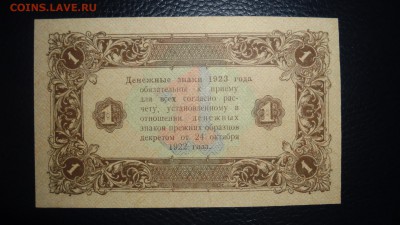 COINS.LAVE.RU
1 1
Денежные знаки 1923 года
обязательны к приему
для всех согласно рас-
чету, установленному в
1 отношении денежных 1
знаков прежних образцов
декретом от 24 октября
1922 года.
1 1